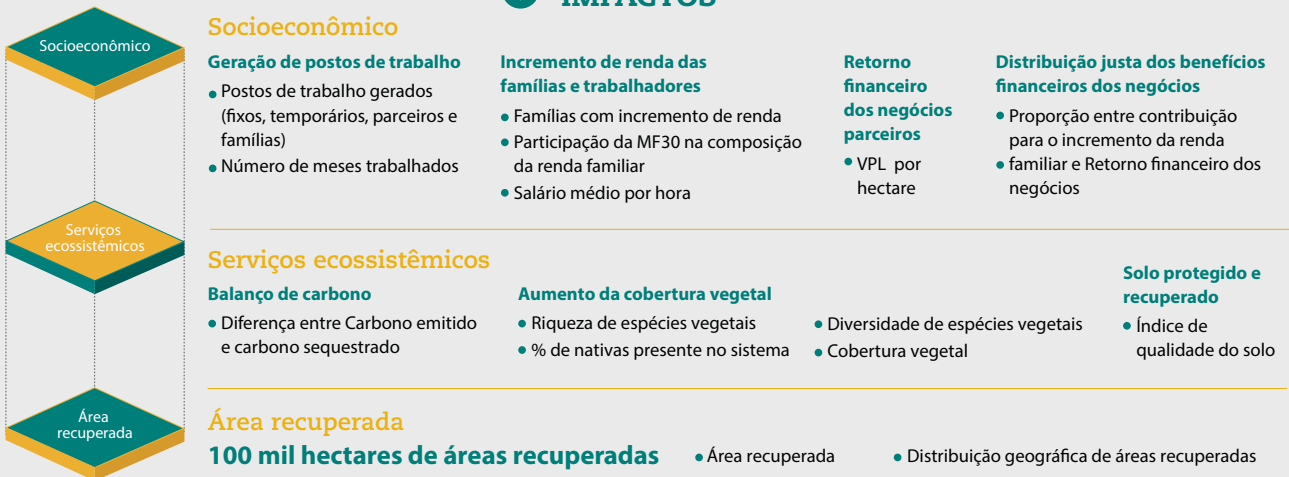 IMPACTOS
Socioeconômico
Serviços
ecossistêmicos
Área
recuperada
Socioeconômico
Geração de postos de trabalho
• Postos de trabalho gerados
(fixos, temporários, parceiros e
famílias)
• Número de meses trabalhados
Incremento de renda das
famílias e trabalhadores
• Famílias com incremento de renda
• Participação da MF30 na composição
da renda familiar
• Salário médio por hora
Retorno
financeiro
dos negócios
parceiros
• VPL por
hectare
Distribuição justa dos benefícios
financeiros dos negócios
• Proporção entre contribuição
para o incremento da renda
• familiar e Retorno financeiro dos
negócios
Serviços ecossistêmicos
Balanço de carbono
• Diferença entre Carbono emitido
e carbono sequestrado
Aumento da cobertura vegetal
• Riqueza de espécies vegetais
• % de nativas presente no sistema
• Diversidade de espécies vegetais
• Cobertura vegetal
Solo protegido e
recuperado
• Índice de
qualidade do solo
Área recuperada
100 mil hectares de áreas recuperadas
• Área recuperada
• Distribuição geográfica de áreas recuperadas